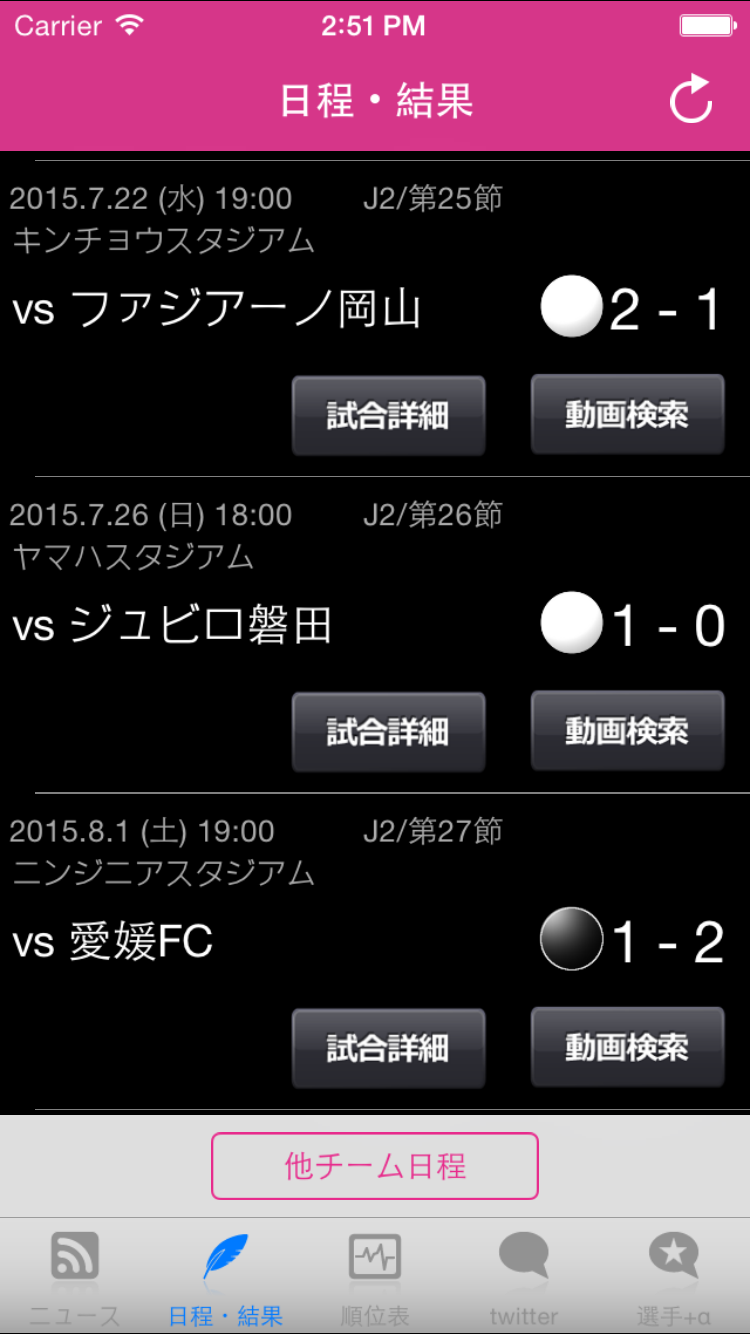 Carrier 2:51 PM
日程・結果
2015.7.22 (水) 19:00 J2/第25節
キンチョウスタジアム
vs ファジアーノ岡山 2 - 1
試合詳細 動画検索
2015.7.26 (日) 18:00 J2/第26節
ヤマハスタジアム
vs ジュビロ磐田 1 - 0
試合詳細 動画検索
2015.8.1 (土) 19:00 J2/第27節
ニンジニアスタジアム
vs 愛媛FC 1 - 2
試合詳細 動画検索
他チーム日程
ニュース 日程・結果 順位表 twitter 選手+α